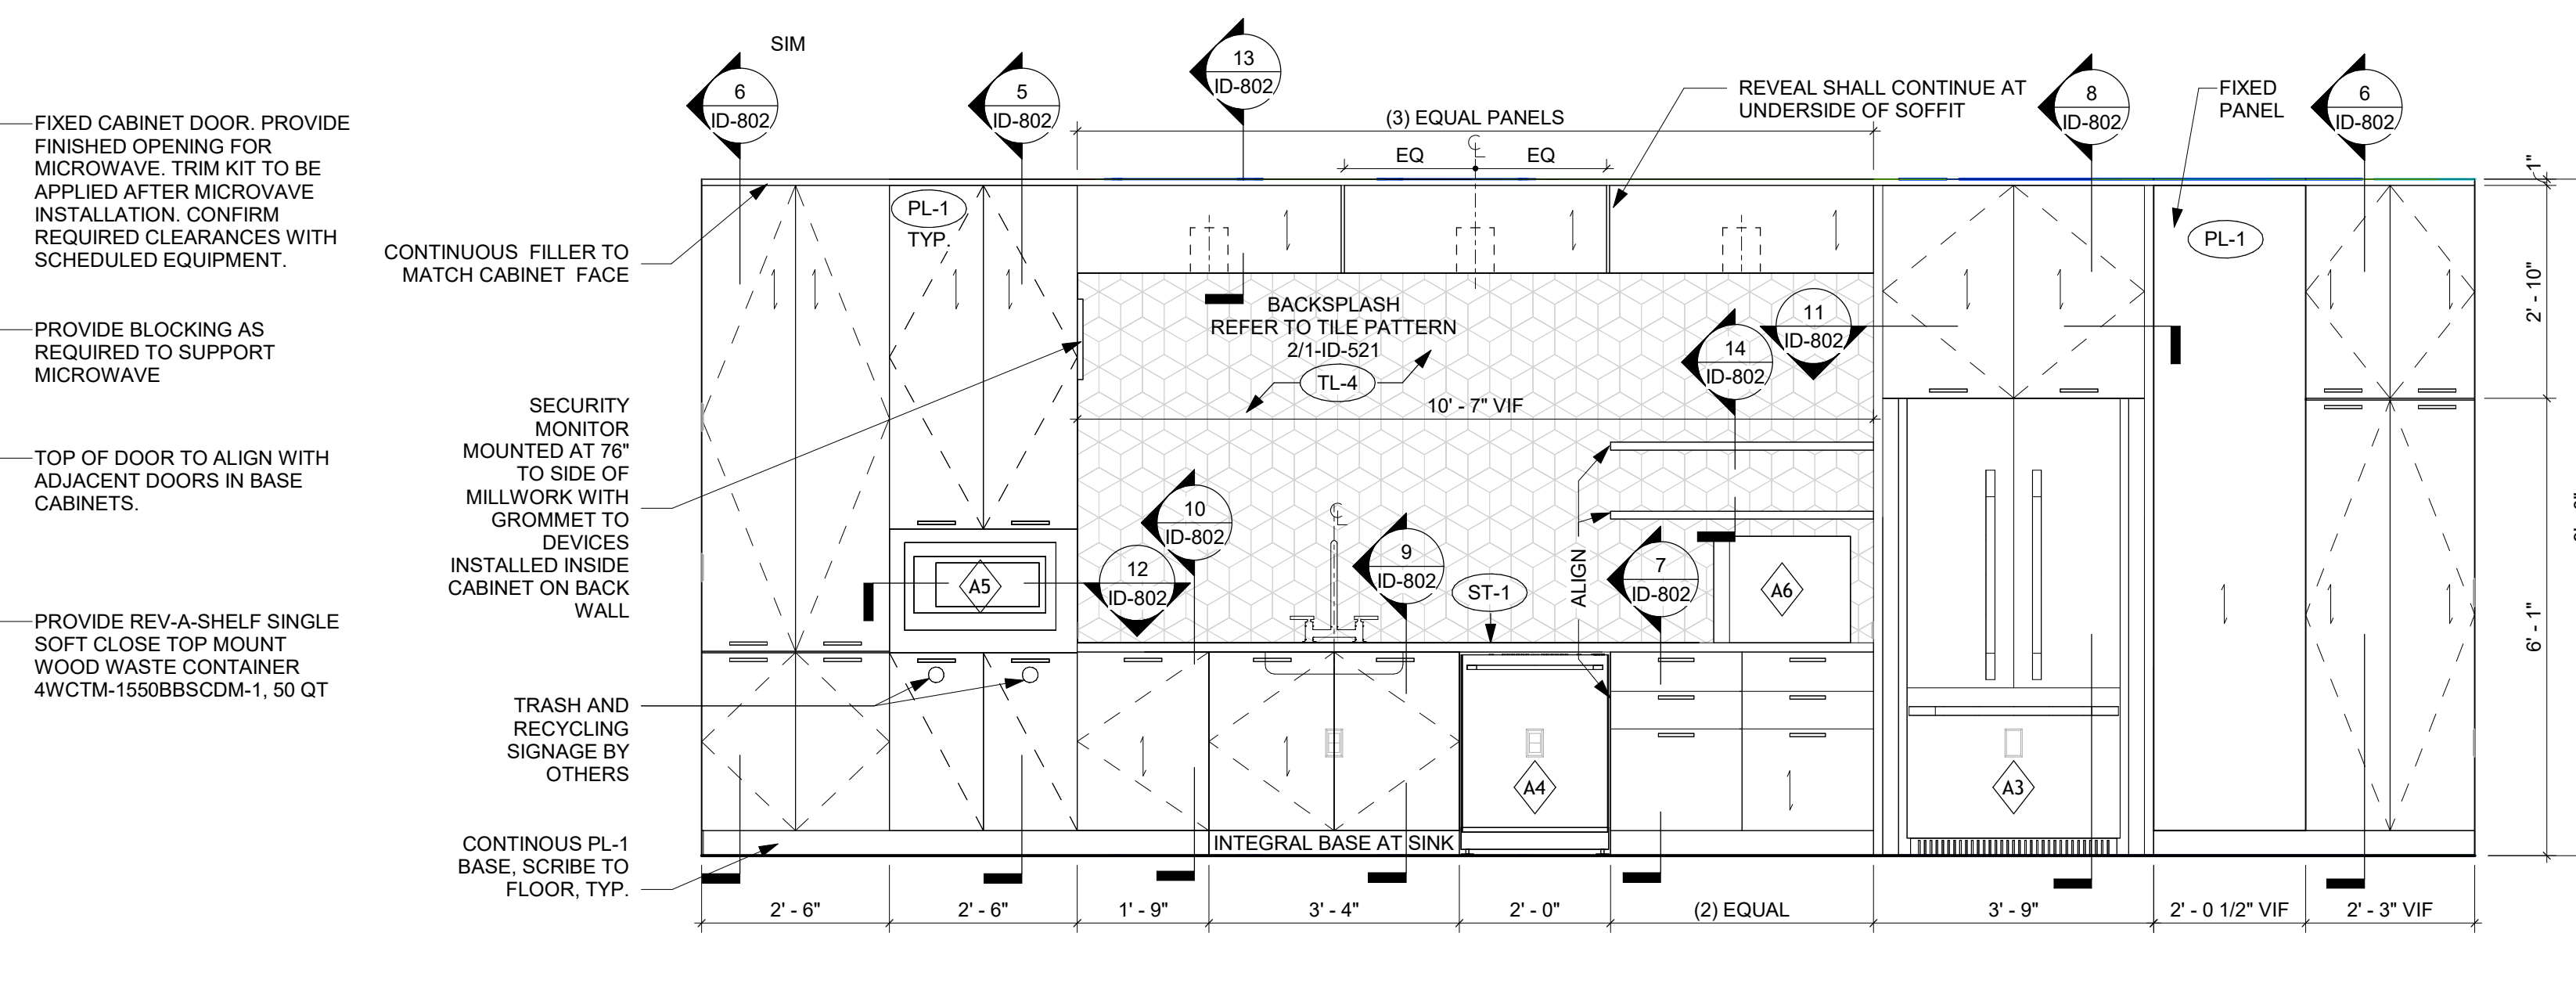 FIXED CABINET DOOR. PROVIDE
FINISHED OPENING FOR
MICROWAVE. TRIM KIT TO BE
APPLIED AFTER MICROVAVE
INSTALLATION. CONFIRM
REQUIRED CLEARANCES WITH
SCHEDULED EQUIPMENT.
PROVIDE BLOCKING AS
REQUIRED TO SUPPORT
MICROWAVE
TOP OF DOOR TO ALIGN WITH
ADJACENT DOORS IN BASE
CABINETS.
PROVIDE REV-A-SHELF SINGLE
SOFT CLOSE TOP MOUNT
WOOD WASTE CONTAINER
4WCTM-1550BBSCDM-1, 50 QT
CONTINUOUS FILLER TO
MATCH CABINET FACE
SECURITY
MONITOR
MOUNTED AT 76"
TO SIDE OF
MILLWORK WITH
GROMMET TO
DEVICES
INSTALLED INSIDE
CABINET ON BACK
WALL
TRASH AND
RECYCLING
SIGNAGE BY
OTHERS
CONTINOUS PL-1
BASE, SCRIBE TO
FLOOR, TYP.
SIM
6
ID-802
5
ID-802
13
ID-802
(3) EQUAL PANELS
EQ
EQ
REVEAL SHALL CONTINUE AT
UNDERSIDE OF SOFFIT
8
ID-802
FIXED
PANEL
6
ID-802
PL-1
TYP.
PL-1
BACKSPLASH
REFER TO TILE PATTERN
2/1-ID-521
TL-4
10' - 7" VIF
14
ID-802
11
ID-802
10
ID-802
12
ID-802
9
ID-802
ST-1
ALIGN
7
ID-802
A5
A6
A4
A3
INTEGRAL BASE AT SINK
2' - 6"
2' - 6"
1' - 9"
3' - 4"
2' - 0"
(2) EQUAL
3' - 9"
2' - 0 1/2" VIF
2' - 3" VIF
1"
2' - 10"
6' - 1"